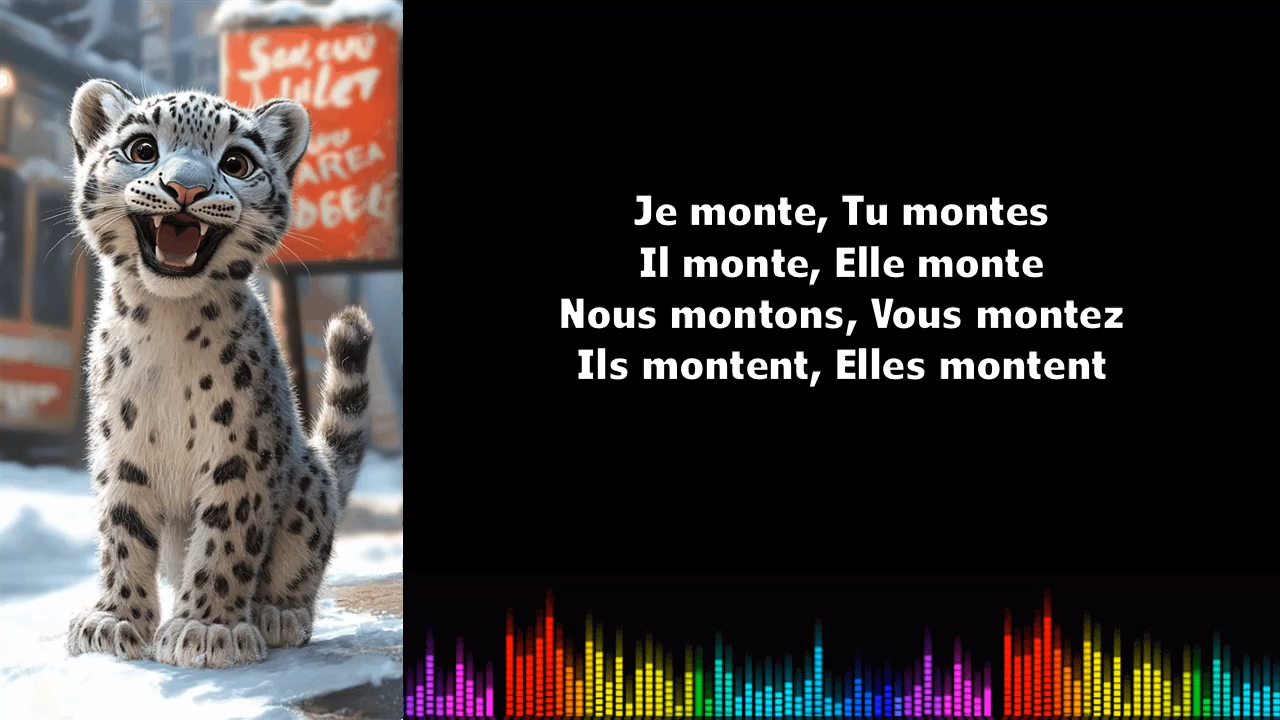 Je monte, Tu montes
Il monte, Elle monte
Nous montons, Vous montez
Ils montent, Elles montent